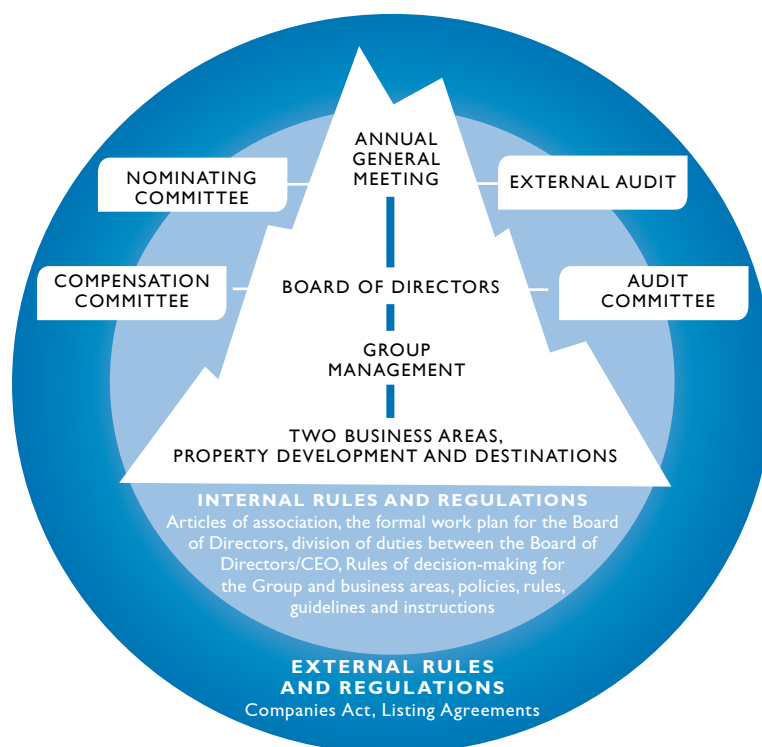 ANNUAL
GENERAL
MEETING
NOMINATING
COMMITTEE
EXTERNAL AUDIT
COMPENSATION
COMMITTEE
BOARD OF DIRECTORS
AUDIT
COMMITTEE
GROUP
MANAGEMENT
TWO BUSINESS AREAS,
PROPERTY DEVELOPMENT AND DESTINATIONS
INTERNAL RULES AND REGULATIONS
Articles of association, the formal work plan for the Board
of Directors, division of duties between the Board of
Directors/CEO, Rules of decision-making for
the Group and business areas, policies, rules,
guidelines and instructions
EXTERNAL RULES
AND REGULATIONS
Companies Act, Listing Agreements